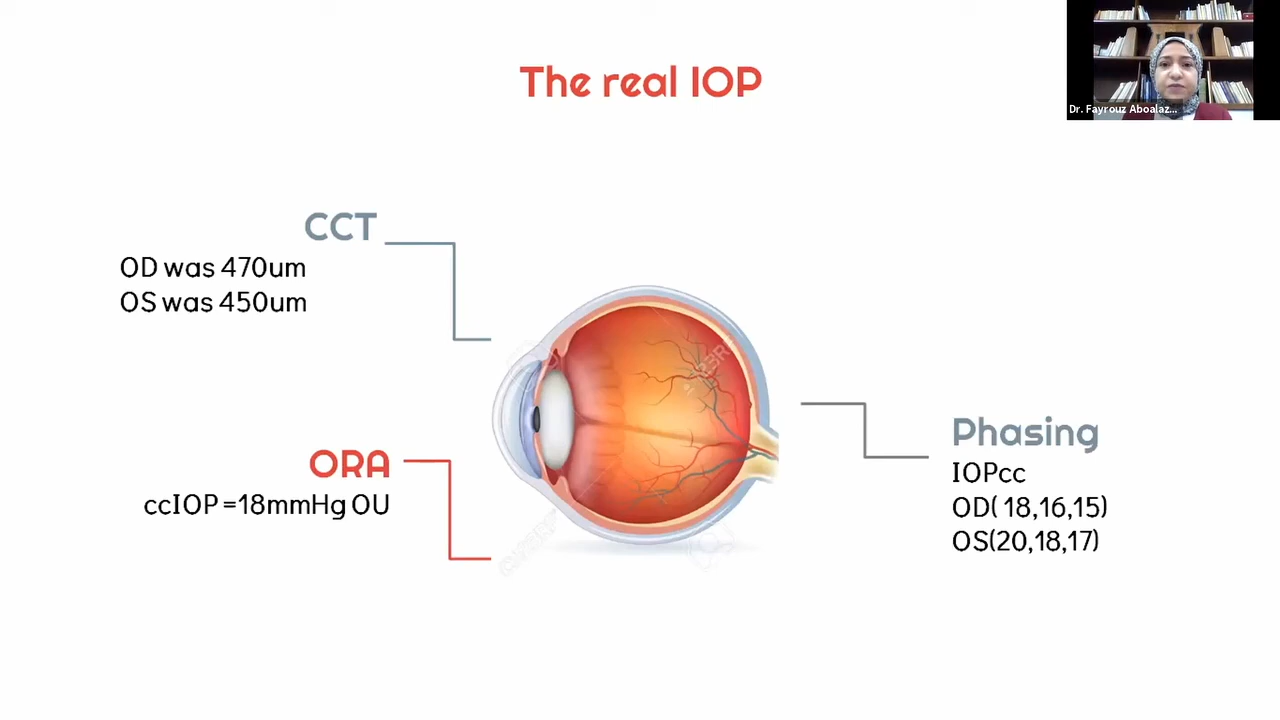 The real IOP
Dr. Fayrouz Aboalaz...
CCT
OD was 470um
OS was 450um
ORA
ccIOP =18mmHg OU
Phasing
IOPcc
OD( 18,16,15)
OS(20,18,17)